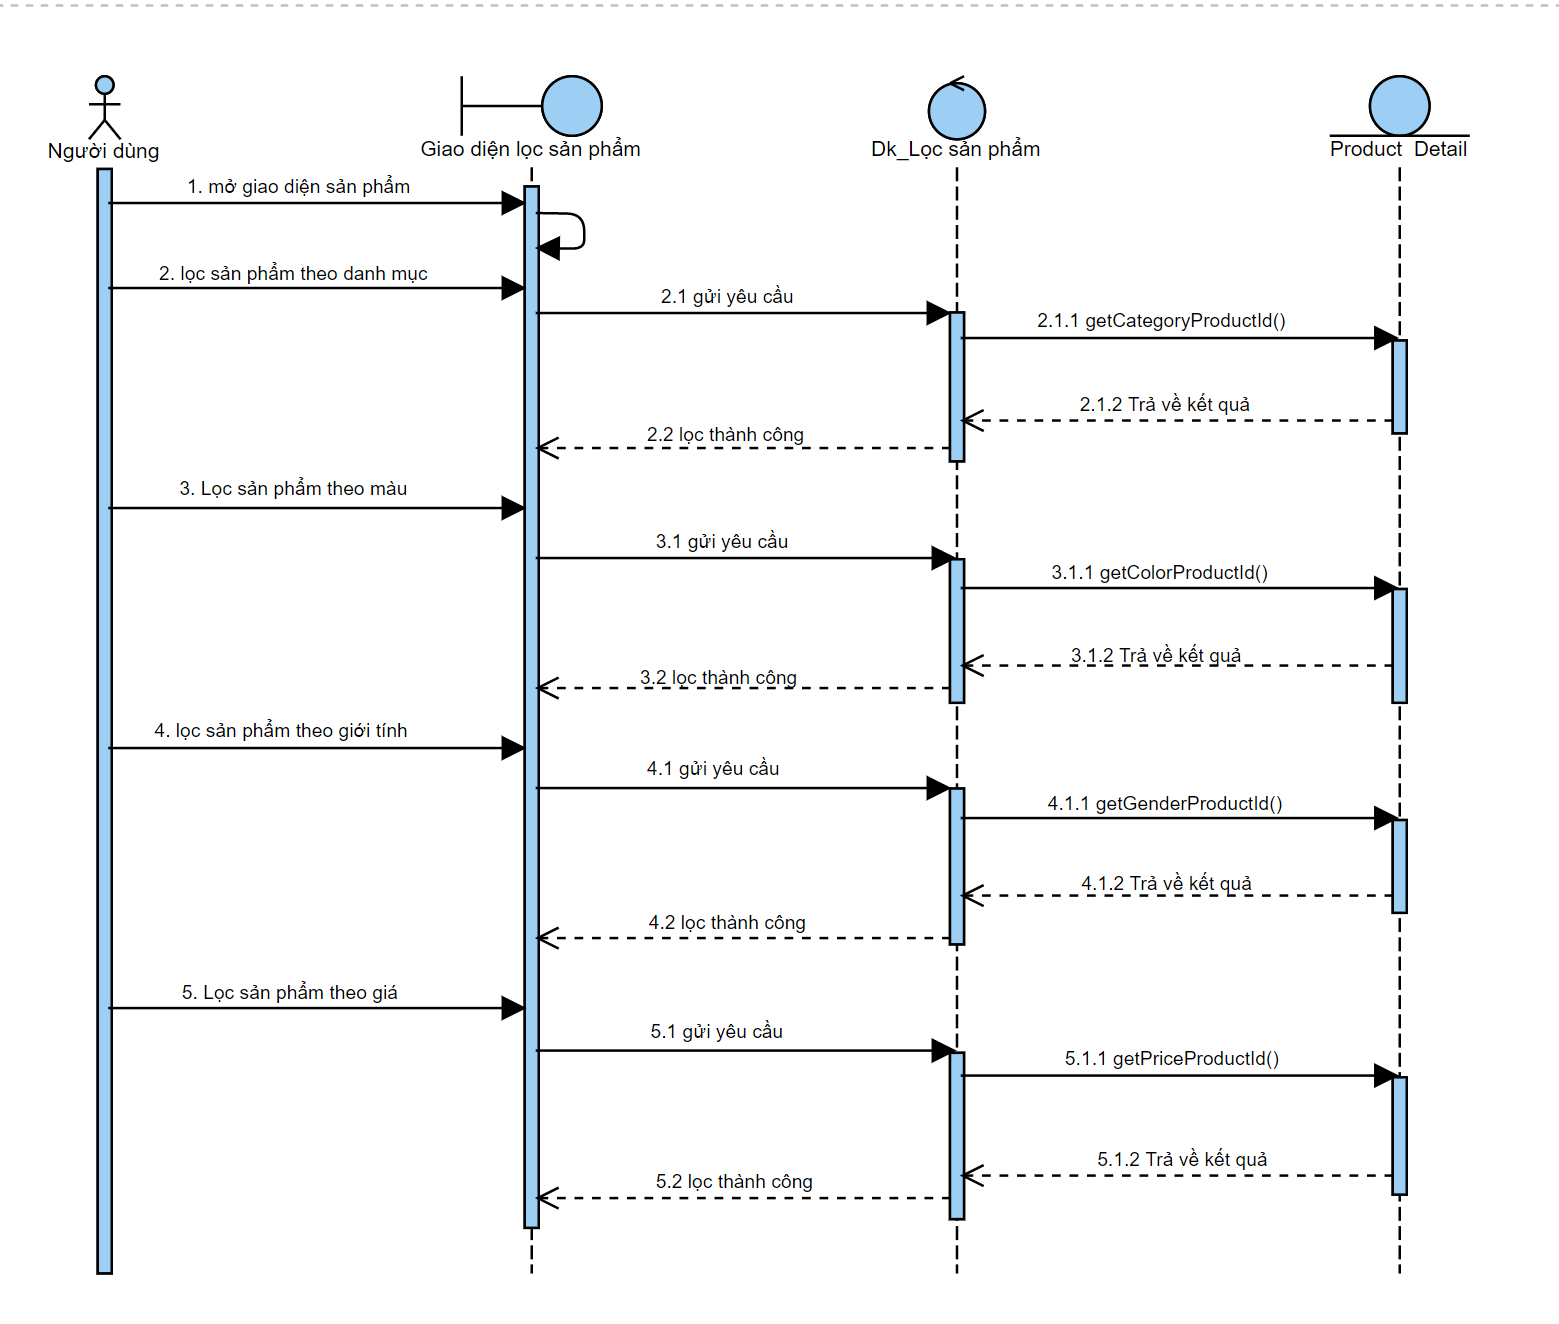 Người dùng
Giao diện lọc sản phẩm
Dk_Lọc sản phẩm
Product Detail
1. mở giao diện sản phẩm
2. lọc sản phẩm theo danh mục
2.1 gửi yêu cầu
2.1.1 getCategoryProductId()
2.1.2 Trả về kết quả
2.2 lọc thành công
3. Lọc sản phẩm theo màu
3.1 gửi yêu cầu
3.1.1 getColorProductId()
3.1.2 Trả về kết quả
3.2 lọc thành công
4. lọc sản phẩm theo giới tính
4.1 gửi yêu cầu
4.1.1 getGenderProductId()
4.1.2 Trả về kết quả
4.2 lọc thành công
5. Lọc sản phẩm theo giá
5.1 gửi yêu cầu
5.1.1 getPriceProductId()
5.1.2 Trả về kết quả
5.2 lọc thành công